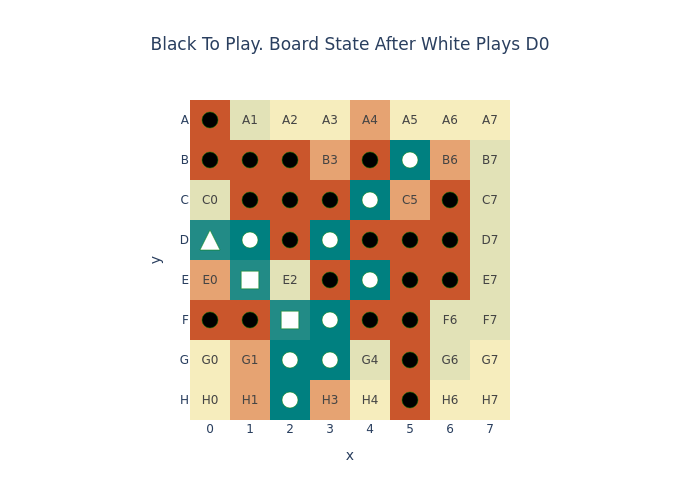 Black To Play. Board State After White Plays D0
A A1 A2 A3 A4 A5 A6 A7
B B3 B6 B7
C C0 C5 C7
D D7
E E0 E2 E7
F F6 F7
G G0 G1 G4 G6 G7
H H0 H1 H3 H4 H6 H7
0 1 2 3 4 5 6 7
x
y